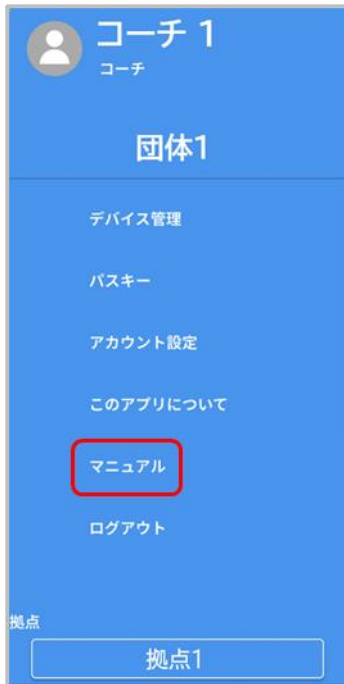 コーチ 1
コーチ
団体1
デバイス管理
パスキー
アカウント設定
このアプリについて
マニュアル
ログアウト
拠点
拠点1